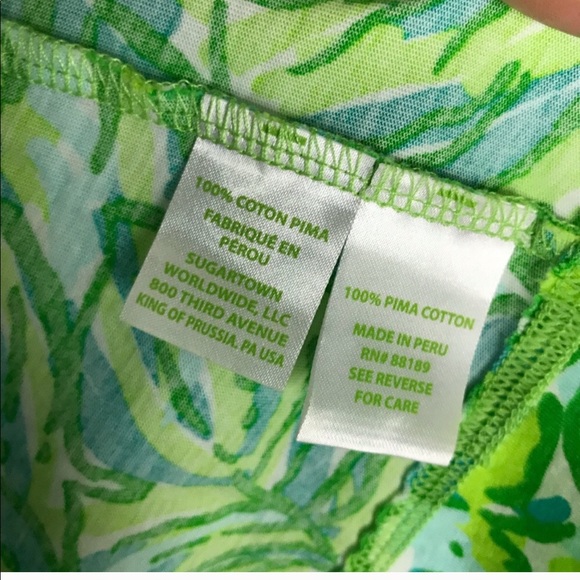 100% COTON PIMA
FABRIQUÉ EN
PÉROU
SUGARTOWN
WORLDWIDE, LLC
800 THIRD AVENUE
KING OF PRUSSIA, PA USA
100% PIMA COTTON
MADE IN PERU
RN# 88189
SEE REVERSE
FOR CARE